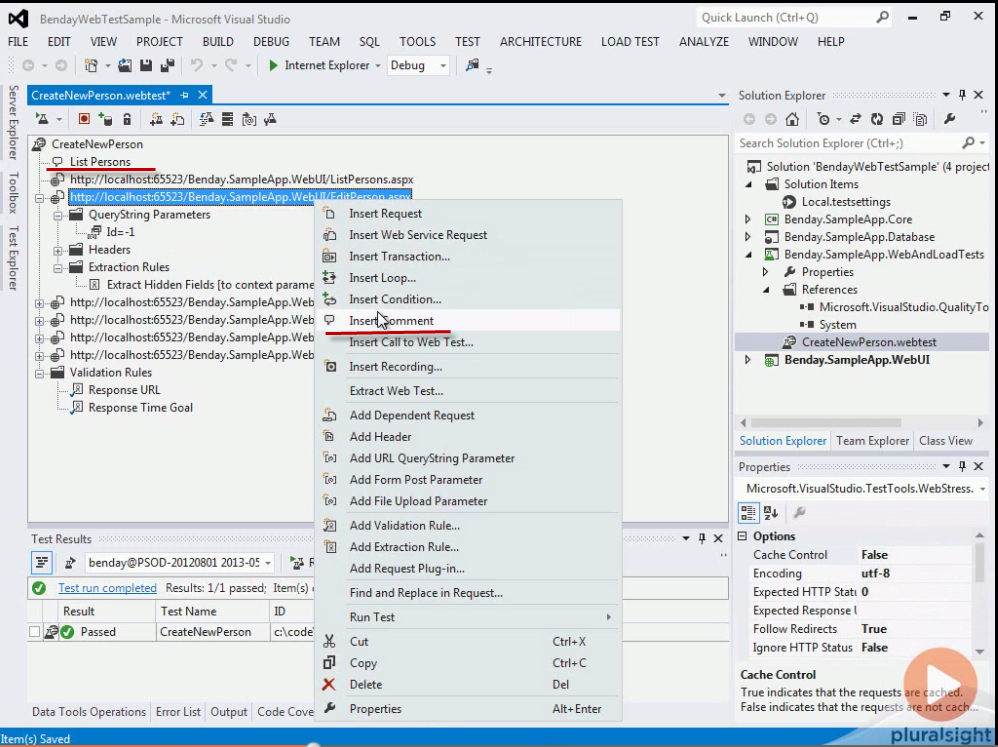 BendayWebTestSample - Microsoft Visual Studio
Quick Launch (Ctrl+Q)
FILE EDIT VIEW PROJECT BUILD DEBUG TEAM SQL TOOLS TEST ARCHITECTURE LOAD TEST ANALYZE WINDOW HELP
Internet Explorer Debug
Server Explorer
Toolbox
Test Explorer
CreateNewPerson.webtest*
CreateNewPerson
List Persons
http://localhost:65523/Benday.SampleApp.WebUI/ListPersons.aspx
http://localhost:65523/Benday.SampleApp.WebUI/EditPerson.aspx
QueryString Parameters
Id=-1
Headers
Extraction Rules
Extract Hidden Fields [to context parame
http://localhost:65523/Benday.SampleApp.Web
http://localhost:65523/Benday.SampleApp.Web
http://localhost:65523/Benday.SampleApp.Web
http://localhost:65523/Benday.SampleApp.Web
Validation Rules
Response URL
Response Time Goal
Insert Request
Insert Web Service Request
Insert Transaction...
Insert Loop...
Insert Condition...
Insert Comment
Insert Call to Web Test...
Insert Recording...
Extract Web Test...
Add Dependent Request
Add Header
Add URL QueryString Parameter
Add Form Post Parameter
Add File Upload Parameter
Add Validation Rule...
Add Extraction Rule...
Add Request Plug-in...
Find and Replace in Request...
Run Test
Cut Ctrl+X
Copy Ctrl+C
Delete Del
Properties Alt+Enter
Solution Explorer
Search Solution Explorer (Ctrl+;)
Solution 'BendayWebTestSample' (4 project
Solution Items
Local.testsettings
Benday.SampleApp.Core
Benday.SampleApp.Database
Benday.SampleApp.WebAndLoadTests
Properties
References
Microsoft.VisualStudio.QualityTo
System
CreateNewPerson.webtest
Benday.SampleApp.WebUI
Solution Explorer Team Explorer Class View
Properties
Microsoft.VisualStudio.TestTools.WebStress.
Options
Cache Control False
Encoding utf-8
Expected HTTP Statu 0
Expected Response U
Follow Redirects True
Ignore HTTP Status False
Cache Control
True indicates that the requests are cached.
False indicates that the requests are not cach...
Test Results
benday@PSOD-20120801 2013-05 R
Test run completed Results: 1/1 passed; Item(s)
Result Test Name ID
Passed CreateNewPerson c:\code\
Data Tools Operations Error List Output Code Cove
Item(s) Saved
pluralsight